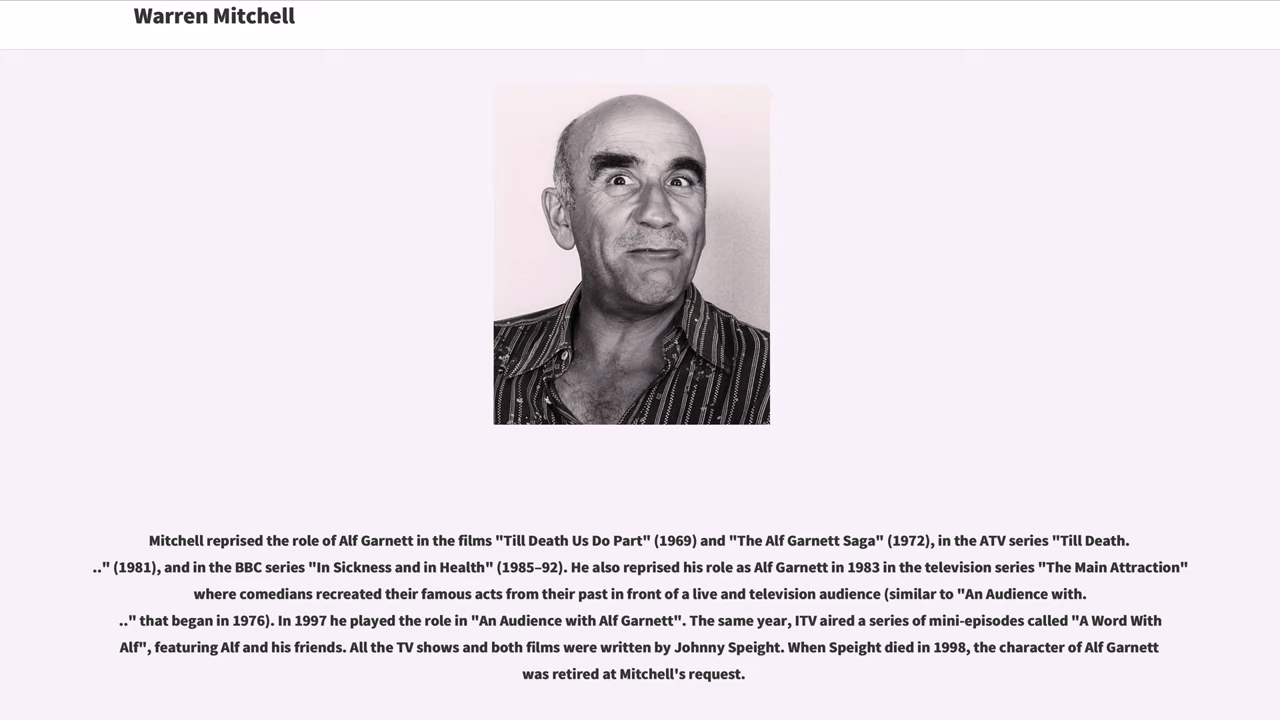 Warren Mitchell
Mitchell reprised the role of Alf Garnett in the films "Till Death Us Do Part" (1969) and "The Alf Garnett Saga" (1972), in the ATV series "Till Death.
.." (1981), and in the BBC series "In Sickness and in Health" (1985–92). He also reprised his role as Alf Garnett in 1983 in the television series "The Main Attraction"
where comedians recreated their famous acts from their past in front of a live and television audience (similar to "An Audience with.
.." that began in 1976). In 1997 he played the role in "An Audience with Alf Garnett". The same year, ITV aired a series of mini-episodes called "A Word With
Alf", featuring Alf and his friends. All the TV shows and both films were written by Johnny Speight. When Speight died in 1998, the character of Alf Garnett
was retired at Mitchell's request.